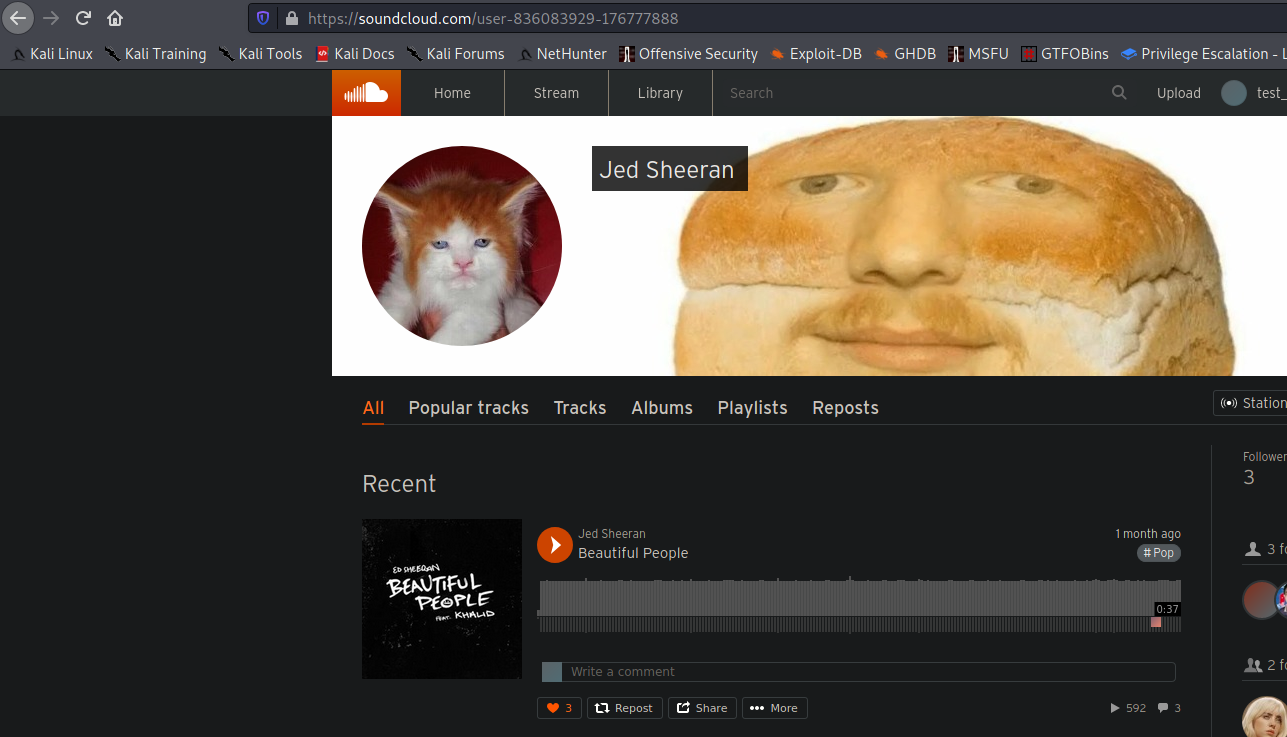 https://soundcloud.com/user-836083929-176777888
Kali Linux Kali Training Kali Tools Kali Docs Kali Forums NetHunter Offensive Security Exploit-DB GHDB MSFU GTFOBins Privilege Escalation - L
Home Stream Library Search Upload test_
Jed Sheeran
All Popular tracks Tracks Albums Playlists Reposts Station
Recent
Follower
3
Jed Sheeran 1 month ago
Beautiful People # Pop
ED SHEERAN
BEAUTIFUL
PEOPLE
FEAT. KHALID
3 fo
0:37
Write a comment
2 fo
3 Repost Share More 592 3